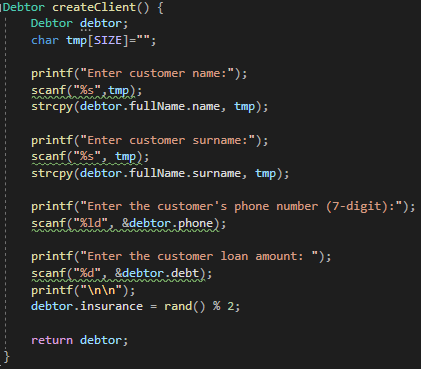 Debtor createClient() {
Debtor debtor;
char tmp[SIZE]="";
printf("Enter customer name:");
scanf("%s",tmp);
strcpy(debtor.fullName.name, tmp);
printf("Enter customer surname:");
scanf("%s", tmp);
strcpy(debtor.fullName.surname, tmp);
printf("Enter the customer's phone number (7-digit):");
scanf("%ld", &debtor.phone);
printf("Enter the customer loan amount: ");
scanf("%d", &debtor.debt);
printf("\n\n");
debtor.insurance = rand() % 2;
return debtor;
}